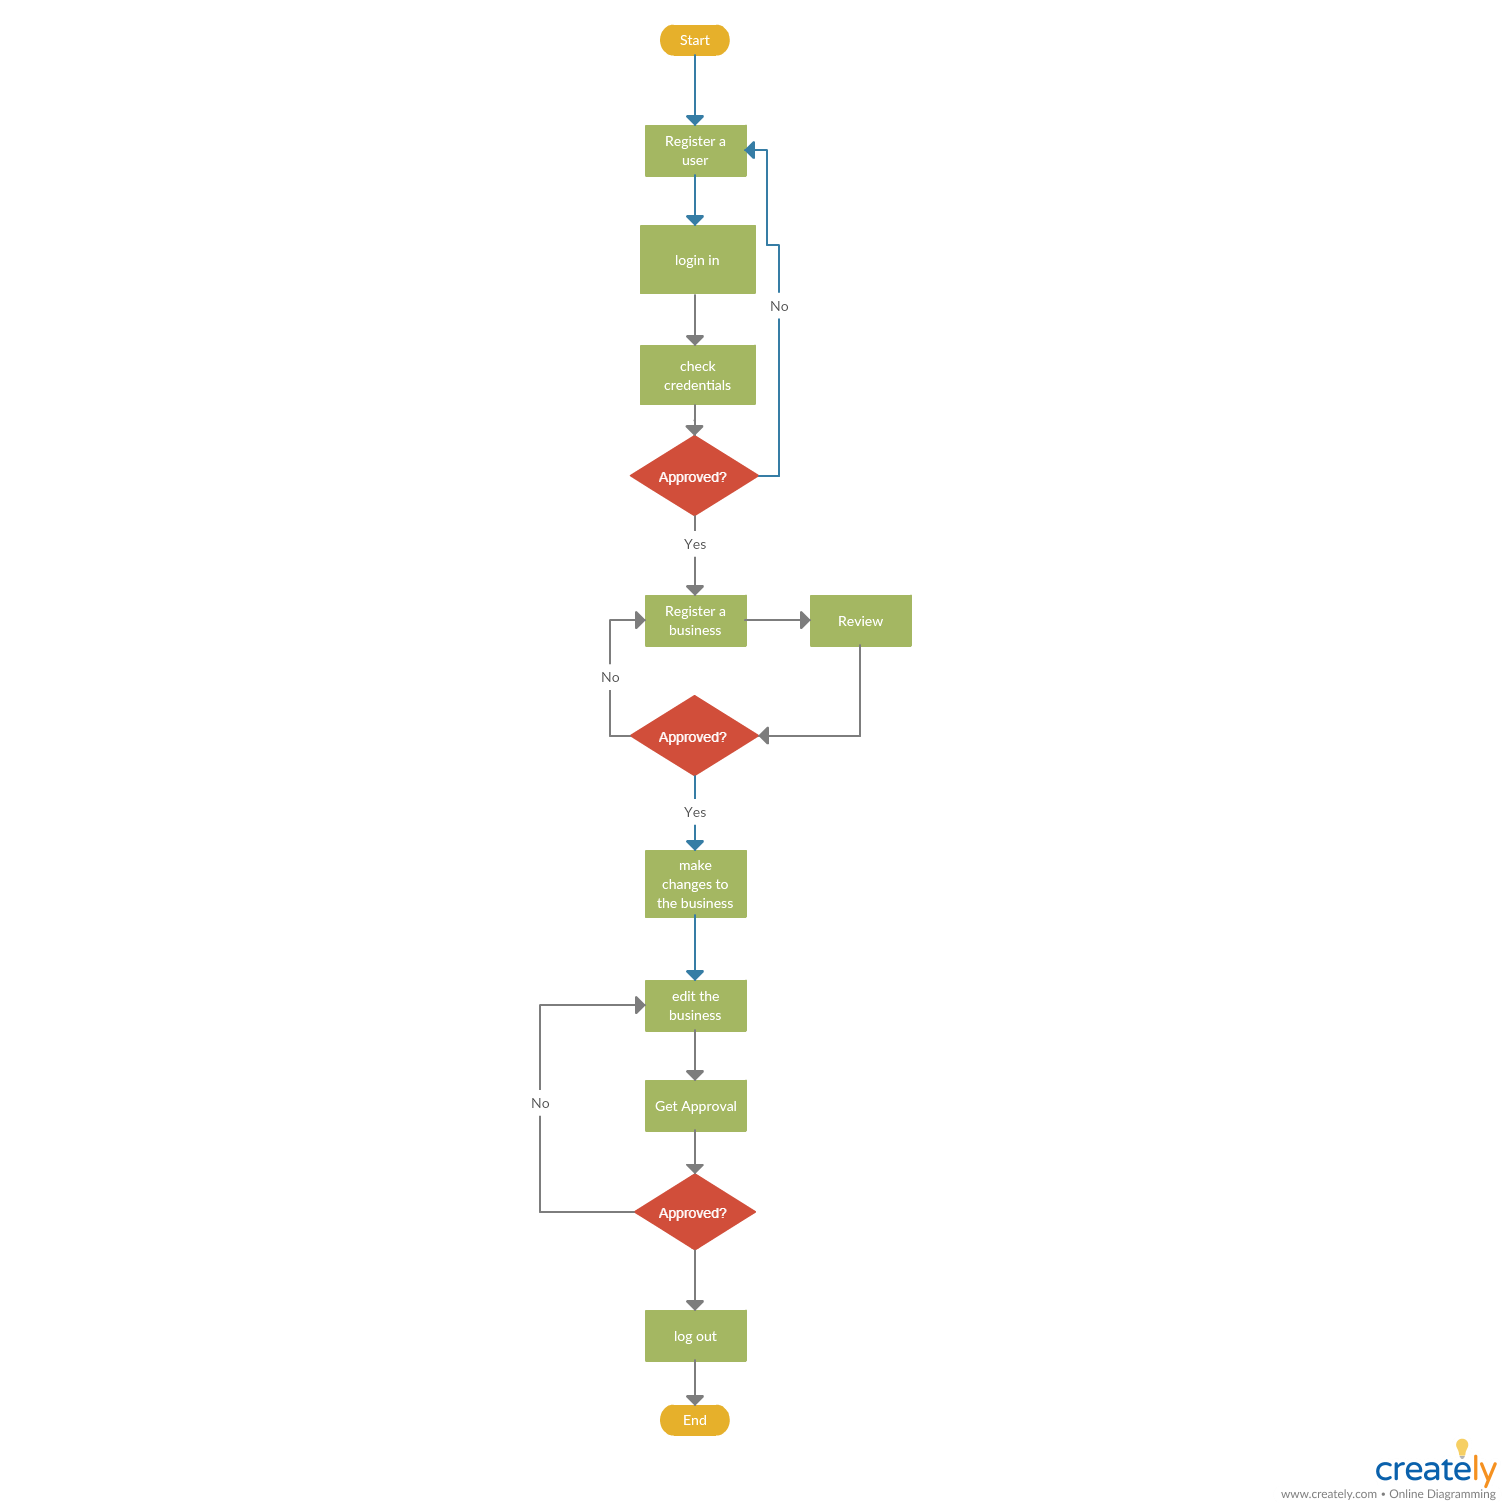 Start
Register a
user
login in
No
check
credentials
Approved?
Yes
Register a
business
Review
No
Approved?
Yes
make
changes to
the business
edit the
business
No
Get Approval
Approved?
log out
End
creately
www.creately.com • Online Diagramming